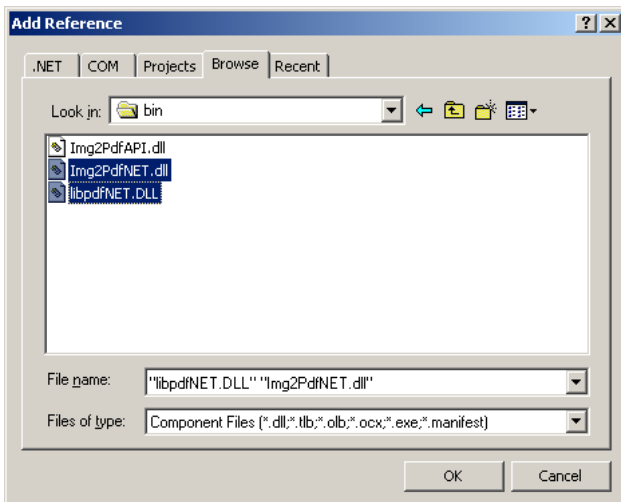 Add Reference
.NET COM Projects Browse Recent
Look in: bin
Img2PdfAPI.dll
Img2PdfNET.dll
libpdfNET.DLL
File name: "libpdfNET.DLL" "Img2PdfNET.dll"
Files of type: Component Files (*.dll;*.tlb;*.olb;*.ocx;*.exe;*.manifest)
OK Cancel